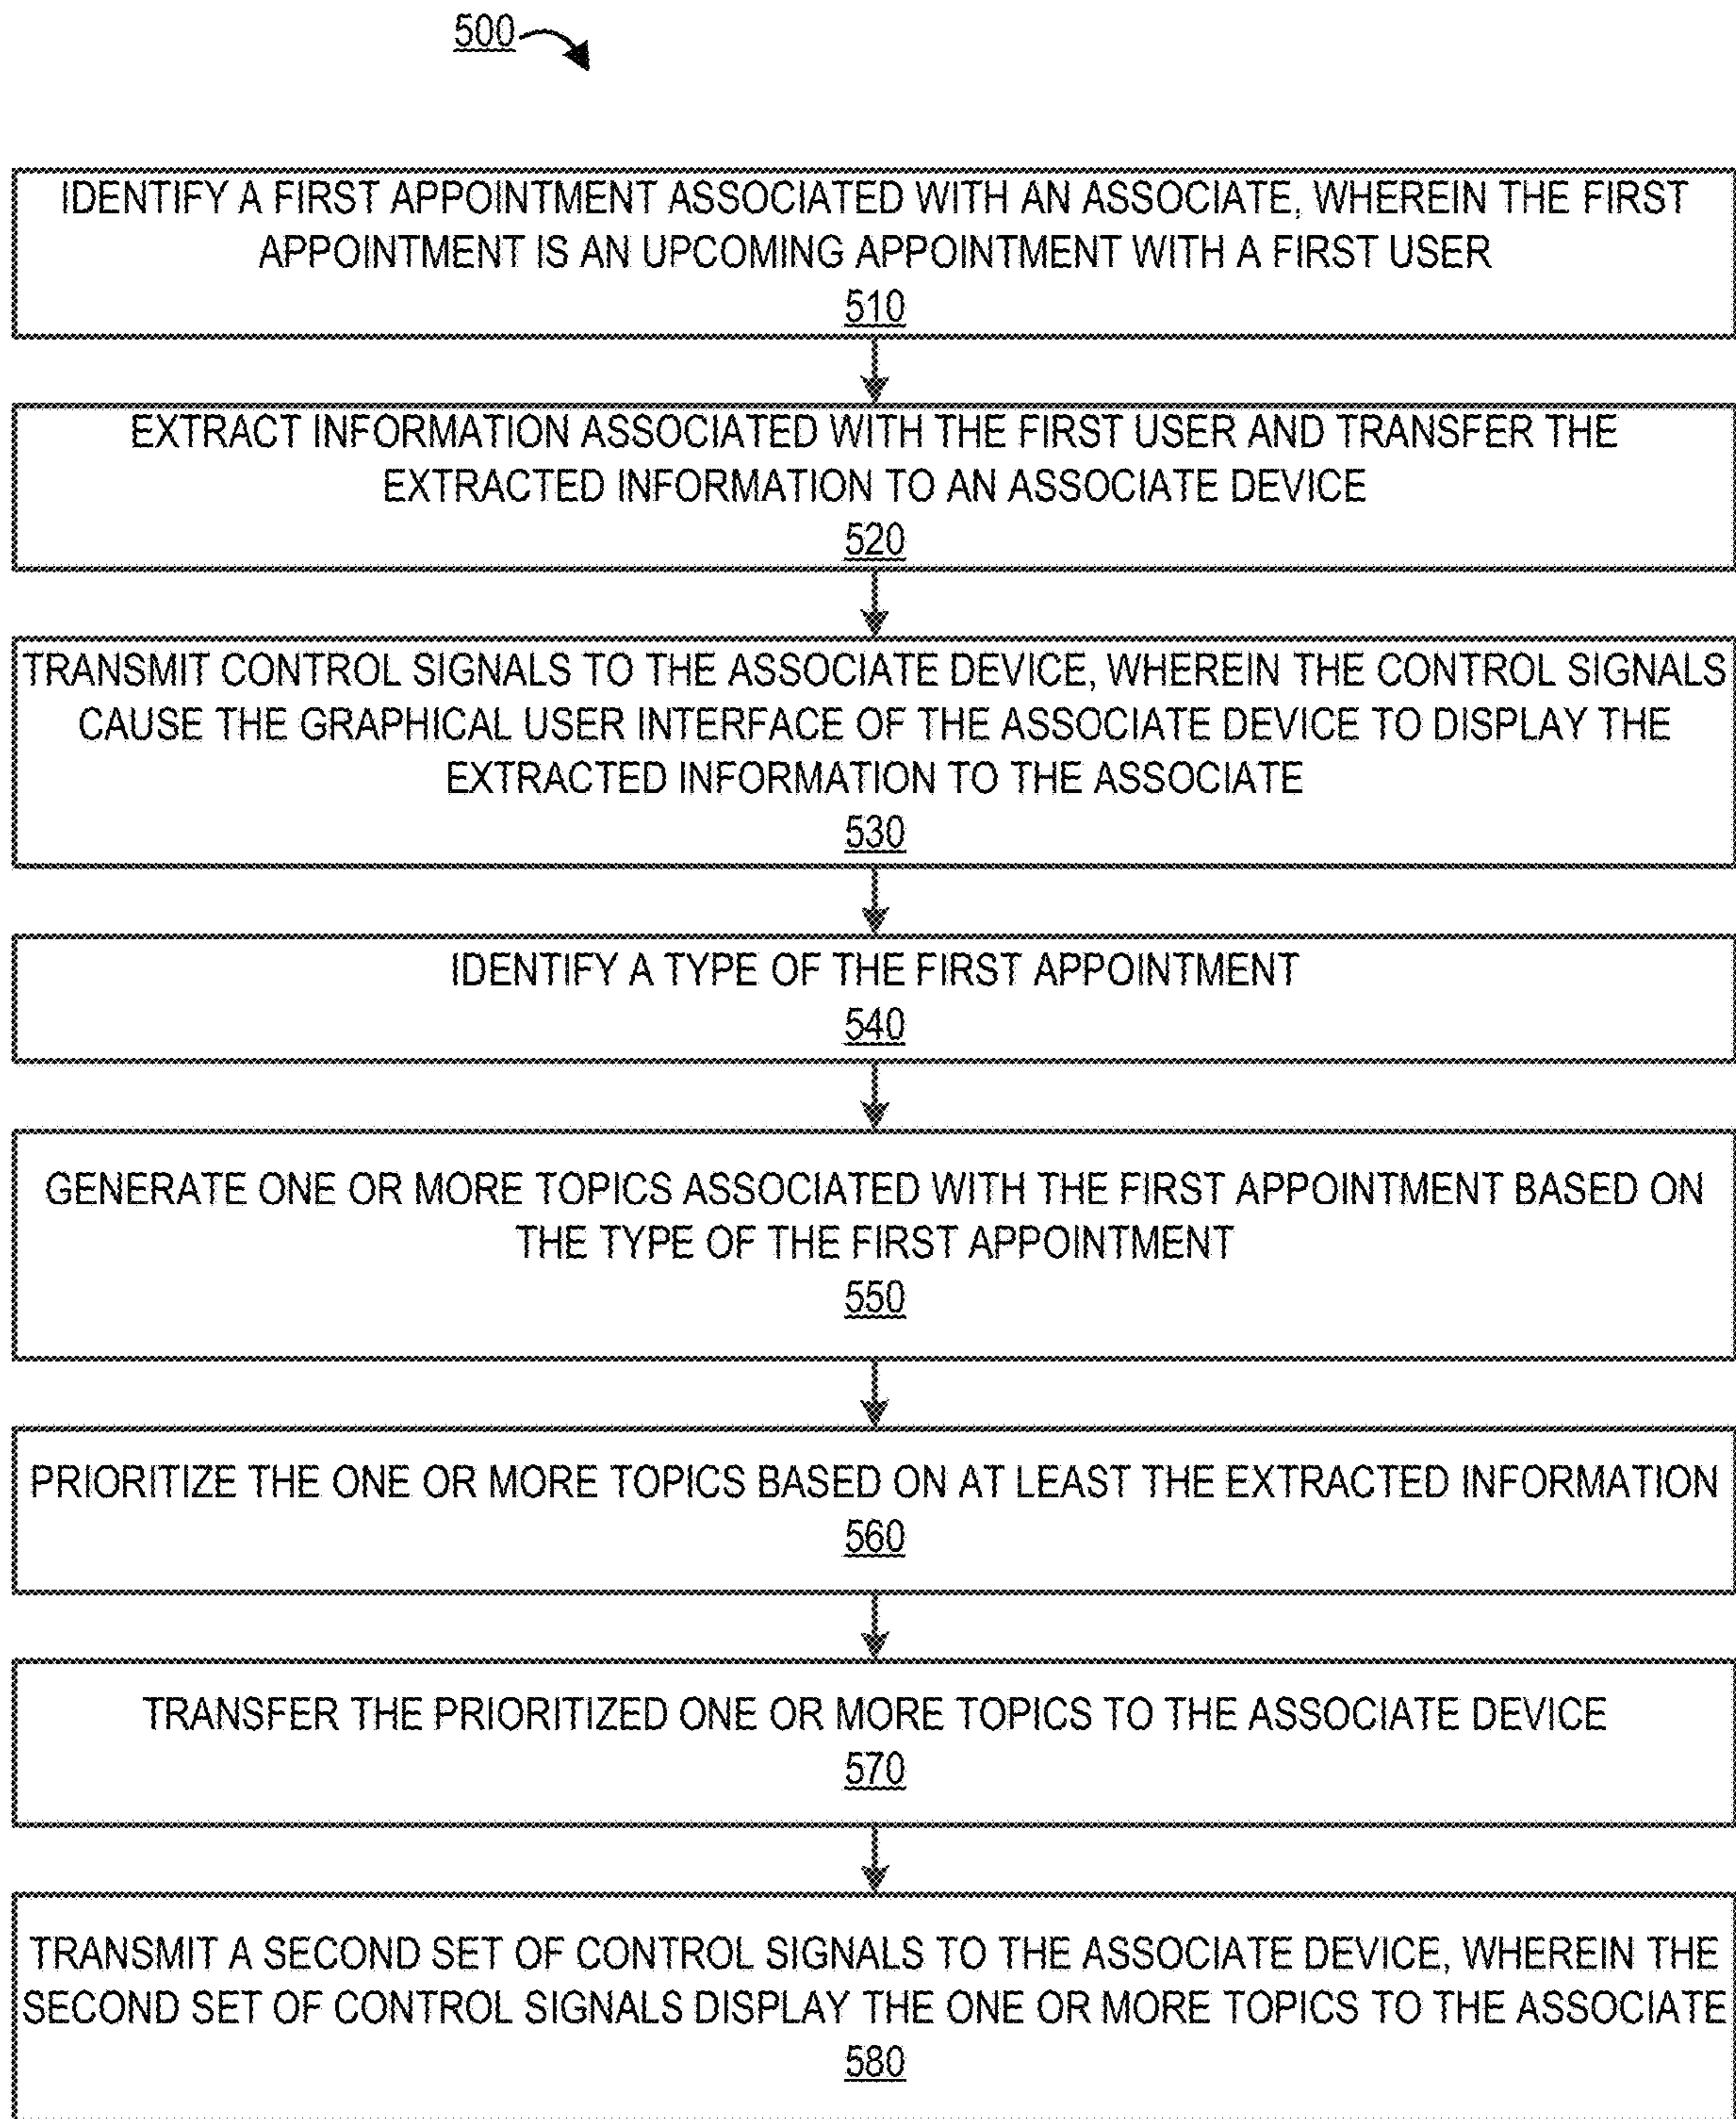 500
IDENTIFY A FIRST APPOINTMENT ASSOCIATED WITH AN ASSOCIATE, WHEREIN THE FIRST
APPOINTMENT IS AN UPCOMING APPOINTMENT WITH A FIRST USER
510
EXTRACT INFORMATION ASSOCIATED WITH THE FIRST USER AND TRANSFER THE
EXTRACTED INFORMATION TO AN ASSOCIATE DEVICE
520
TRANSMIT CONTROL SIGNALS TO THE ASSOCIATE DEVICE, WHEREIN THE CONTROL SIGNALS
CAUSE THE GRAPHICAL USER INTERFACE OF THE ASSOCIATE DEVICE TO DISPLAY THE
EXTRACTED INFORMATION TO THE ASSOCIATE
530
IDENTIFY A TYPE OF THE FIRST APPOINTMENT
540
GENERATE ONE OR MORE TOPICS ASSOCIATED WITH THE FIRST APPOINTMENT BASED ON
THE TYPE OF THE FIRST APPOINTMENT
550
PRIORITIZE THE ONE OR MORE TOPICS BASED ON AT LEAST THE EXTRACTED INFORMATION
560
TRANSFER THE PRIORITIZED ONE OR MORE TOPICS TO THE ASSOCIATE DEVICE
570
TRANSMIT A SECOND SET OF CONTROL SIGNALS TO THE ASSOCIATE DEVICE, WHEREIN THE
SECOND SET OF CONTROL SIGNALS DISPLAY THE ONE OR MORE TOPICS TO THE ASSOCIATE
580